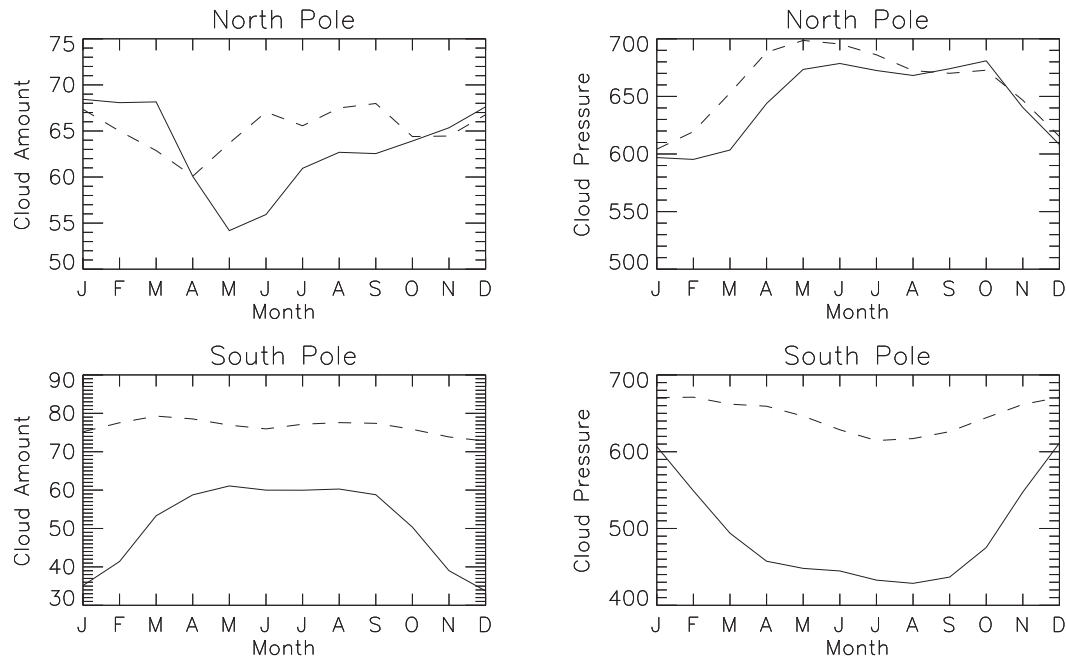 North Pole
75
70
65
60
55
50
Cloud Amount
J F M A M J J A S O N D
Month
North Pole
700
650
600
550
500
Cloud Pressure
J F M A M J J A S O N D
Month
South Pole
90
80
70
60
50
40
30
Cloud Amount
J F M A M J J A S O N D
Month
South Pole
700
600
500
400
Cloud Pressure
J F M A M J J A S O N D
Month